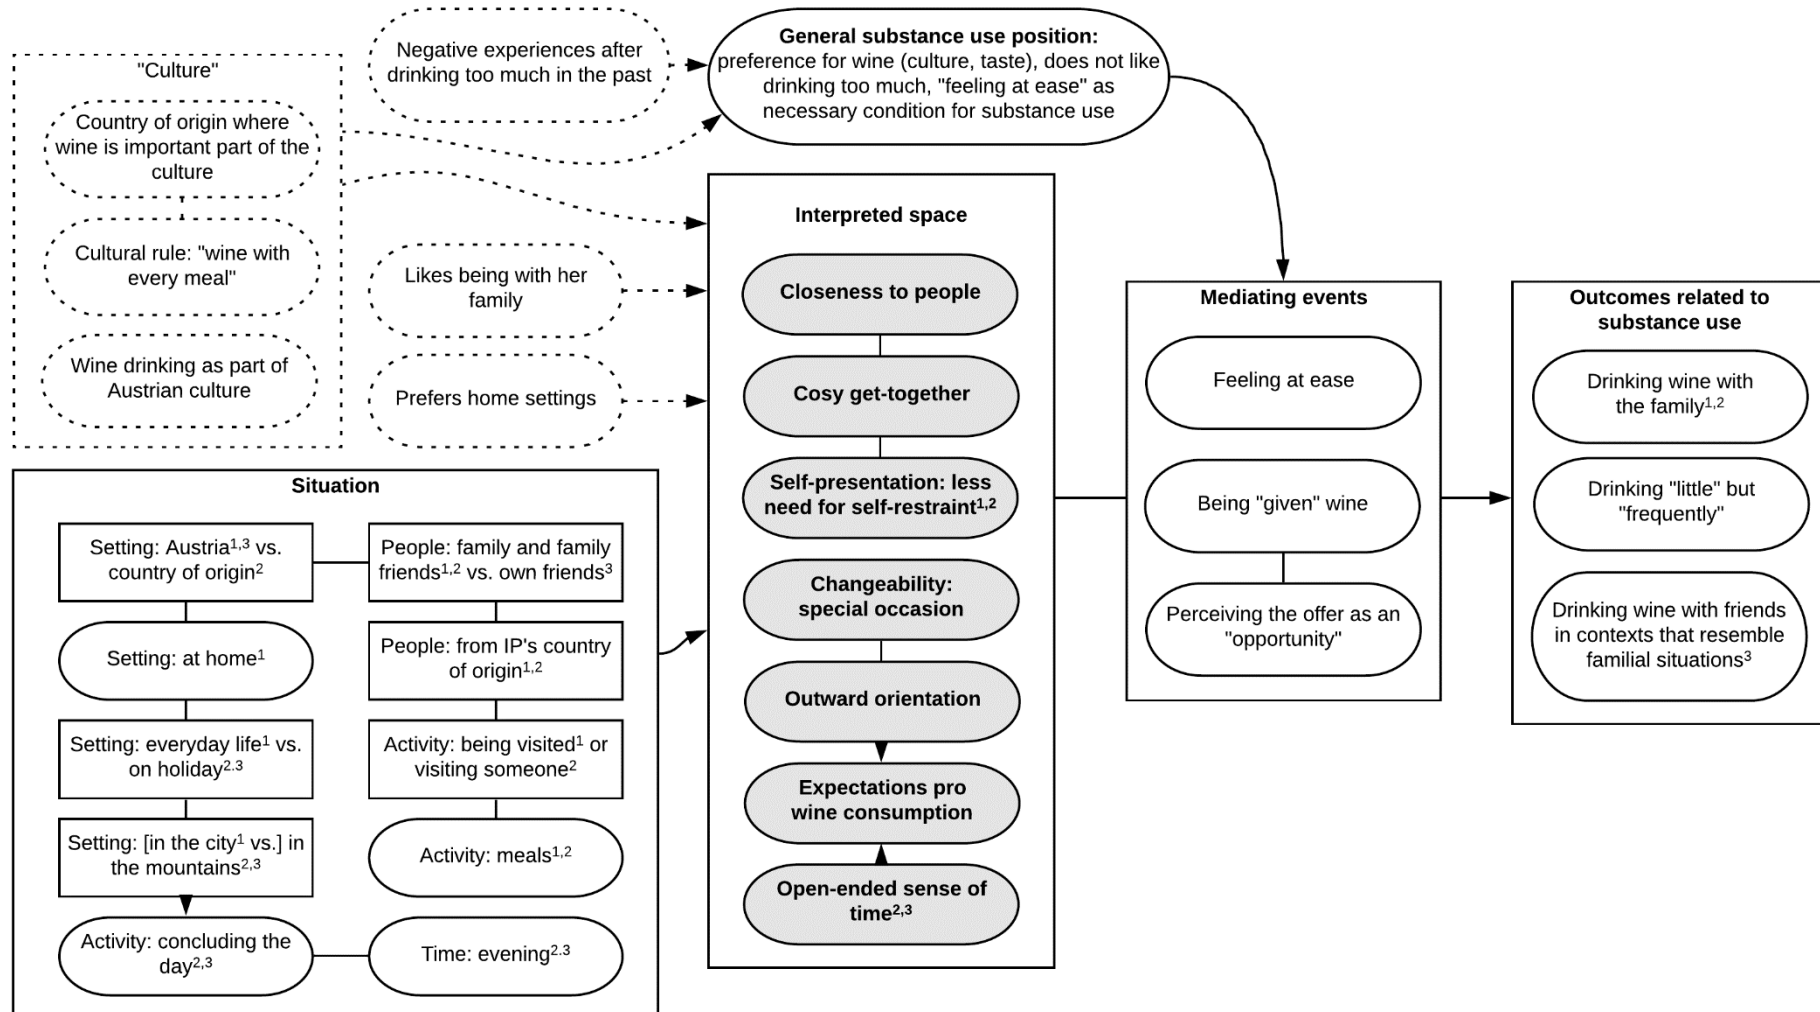 "Culture"
Country of origin where
wine is important part of the
culture
Cultural rule: "wine with
every meal"
Wine drinking as part of
Austrian culture
Negative experiences after
drinking too much in the past
General substance use position:
preference for wine (culture, taste), does not like
drinking too much, "feeling at ease" as
necessary condition for substance use
Likes being with her
family
Prefers home settings
Situation
Setting: Austria1,3 vs.
country of origin2
People: family and family
friends1,2 vs. own friends3
Setting: at home1
People: from IP's country
of origin1,2
Setting: everyday life1 vs.
on holiday2.3
Activity: being visited1 or
visiting someone2
Setting: [in the city1 vs.] in
the mountains2,3
Activity: meals1,2
Activity: concluding the
day2,3
Time: evening2.3
Interpreted space
Closeness to people
Cosy get-together
Self-presentation: less
need for self-restraint1,2
Changeability:
special occasion
Outward orientation
Expectations pro
wine consumption
Open-ended sense of
time2,3
Mediating events
Feeling at ease
Being "given" wine
Perceiving the offer as an
"opportunity"
Outcomes related to
substance use
Drinking wine with
the family1,2
Drinking "little" but
"frequently"
Drinking wine with friends
in contexts that resemble
familial situations3